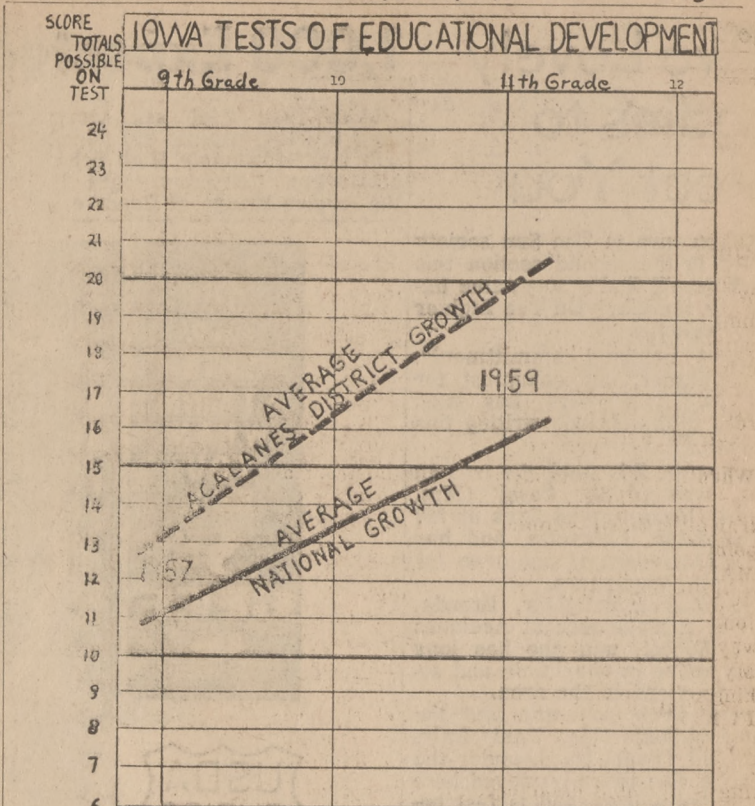 SCORE
TOTALS
POSSIBLE
ON
TEST
IOWA TESTS OF EDUCATIONAL DEVELOPMENT
9th Grade 10 11th Grade 12
24
23
22
21
20
19
18
17
16
15
14
13
12
11
10
9
8
7
6
AVERAGE
ACALANES DISTRICT GROWTH
1959
AVERAGE
NATIONAL GROWTH
1957
USDA